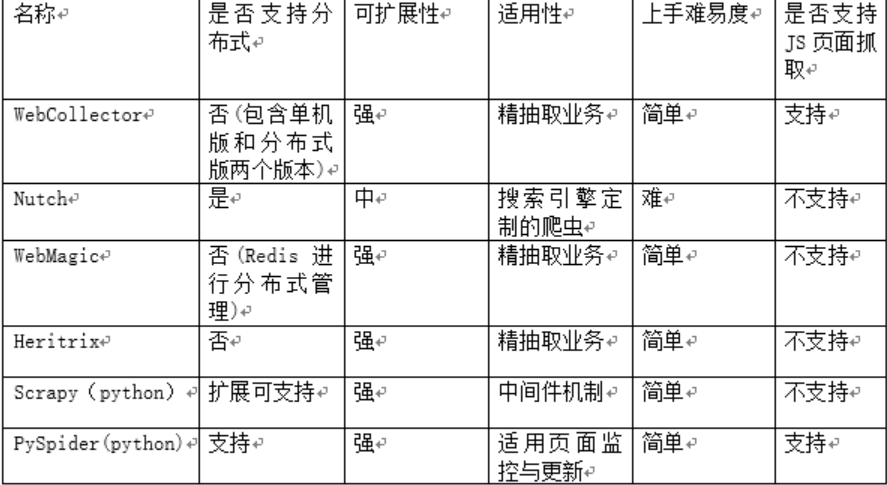 名称 是否支持分布式 可扩展性 适用性 上手难易度 是否支持JS页面抓取
WebCollector 否(包含单机版和分布式版两个版本) 强 精抽取业务 简单 支持
Nutch 是 中 搜索引擎定制的爬虫 难 不支持
WebMagic 否(Redis 进行分布式管理) 强 精抽取业务 简单 不支持
Heritrix 否 强 精抽取业务 简单 不支持
Scrapy（python） 扩展可支持 强 中间件机制 简单 不支持
PySpider(python) 支持 强 适用页面监控与更新 简单 支持